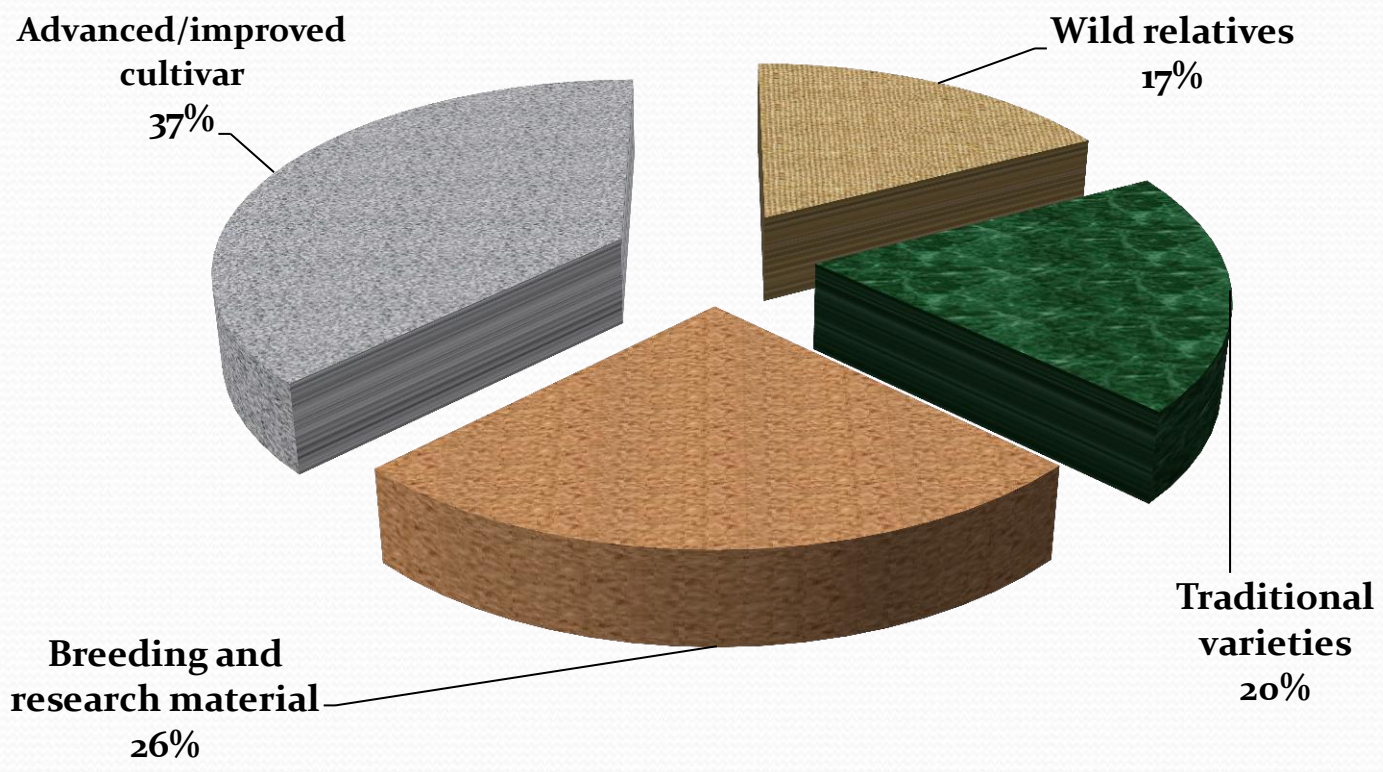 Advanced/improved
cultivar
37%
Wild relatives
17%
Traditional
varieties
20%
Breeding and
research material
26%